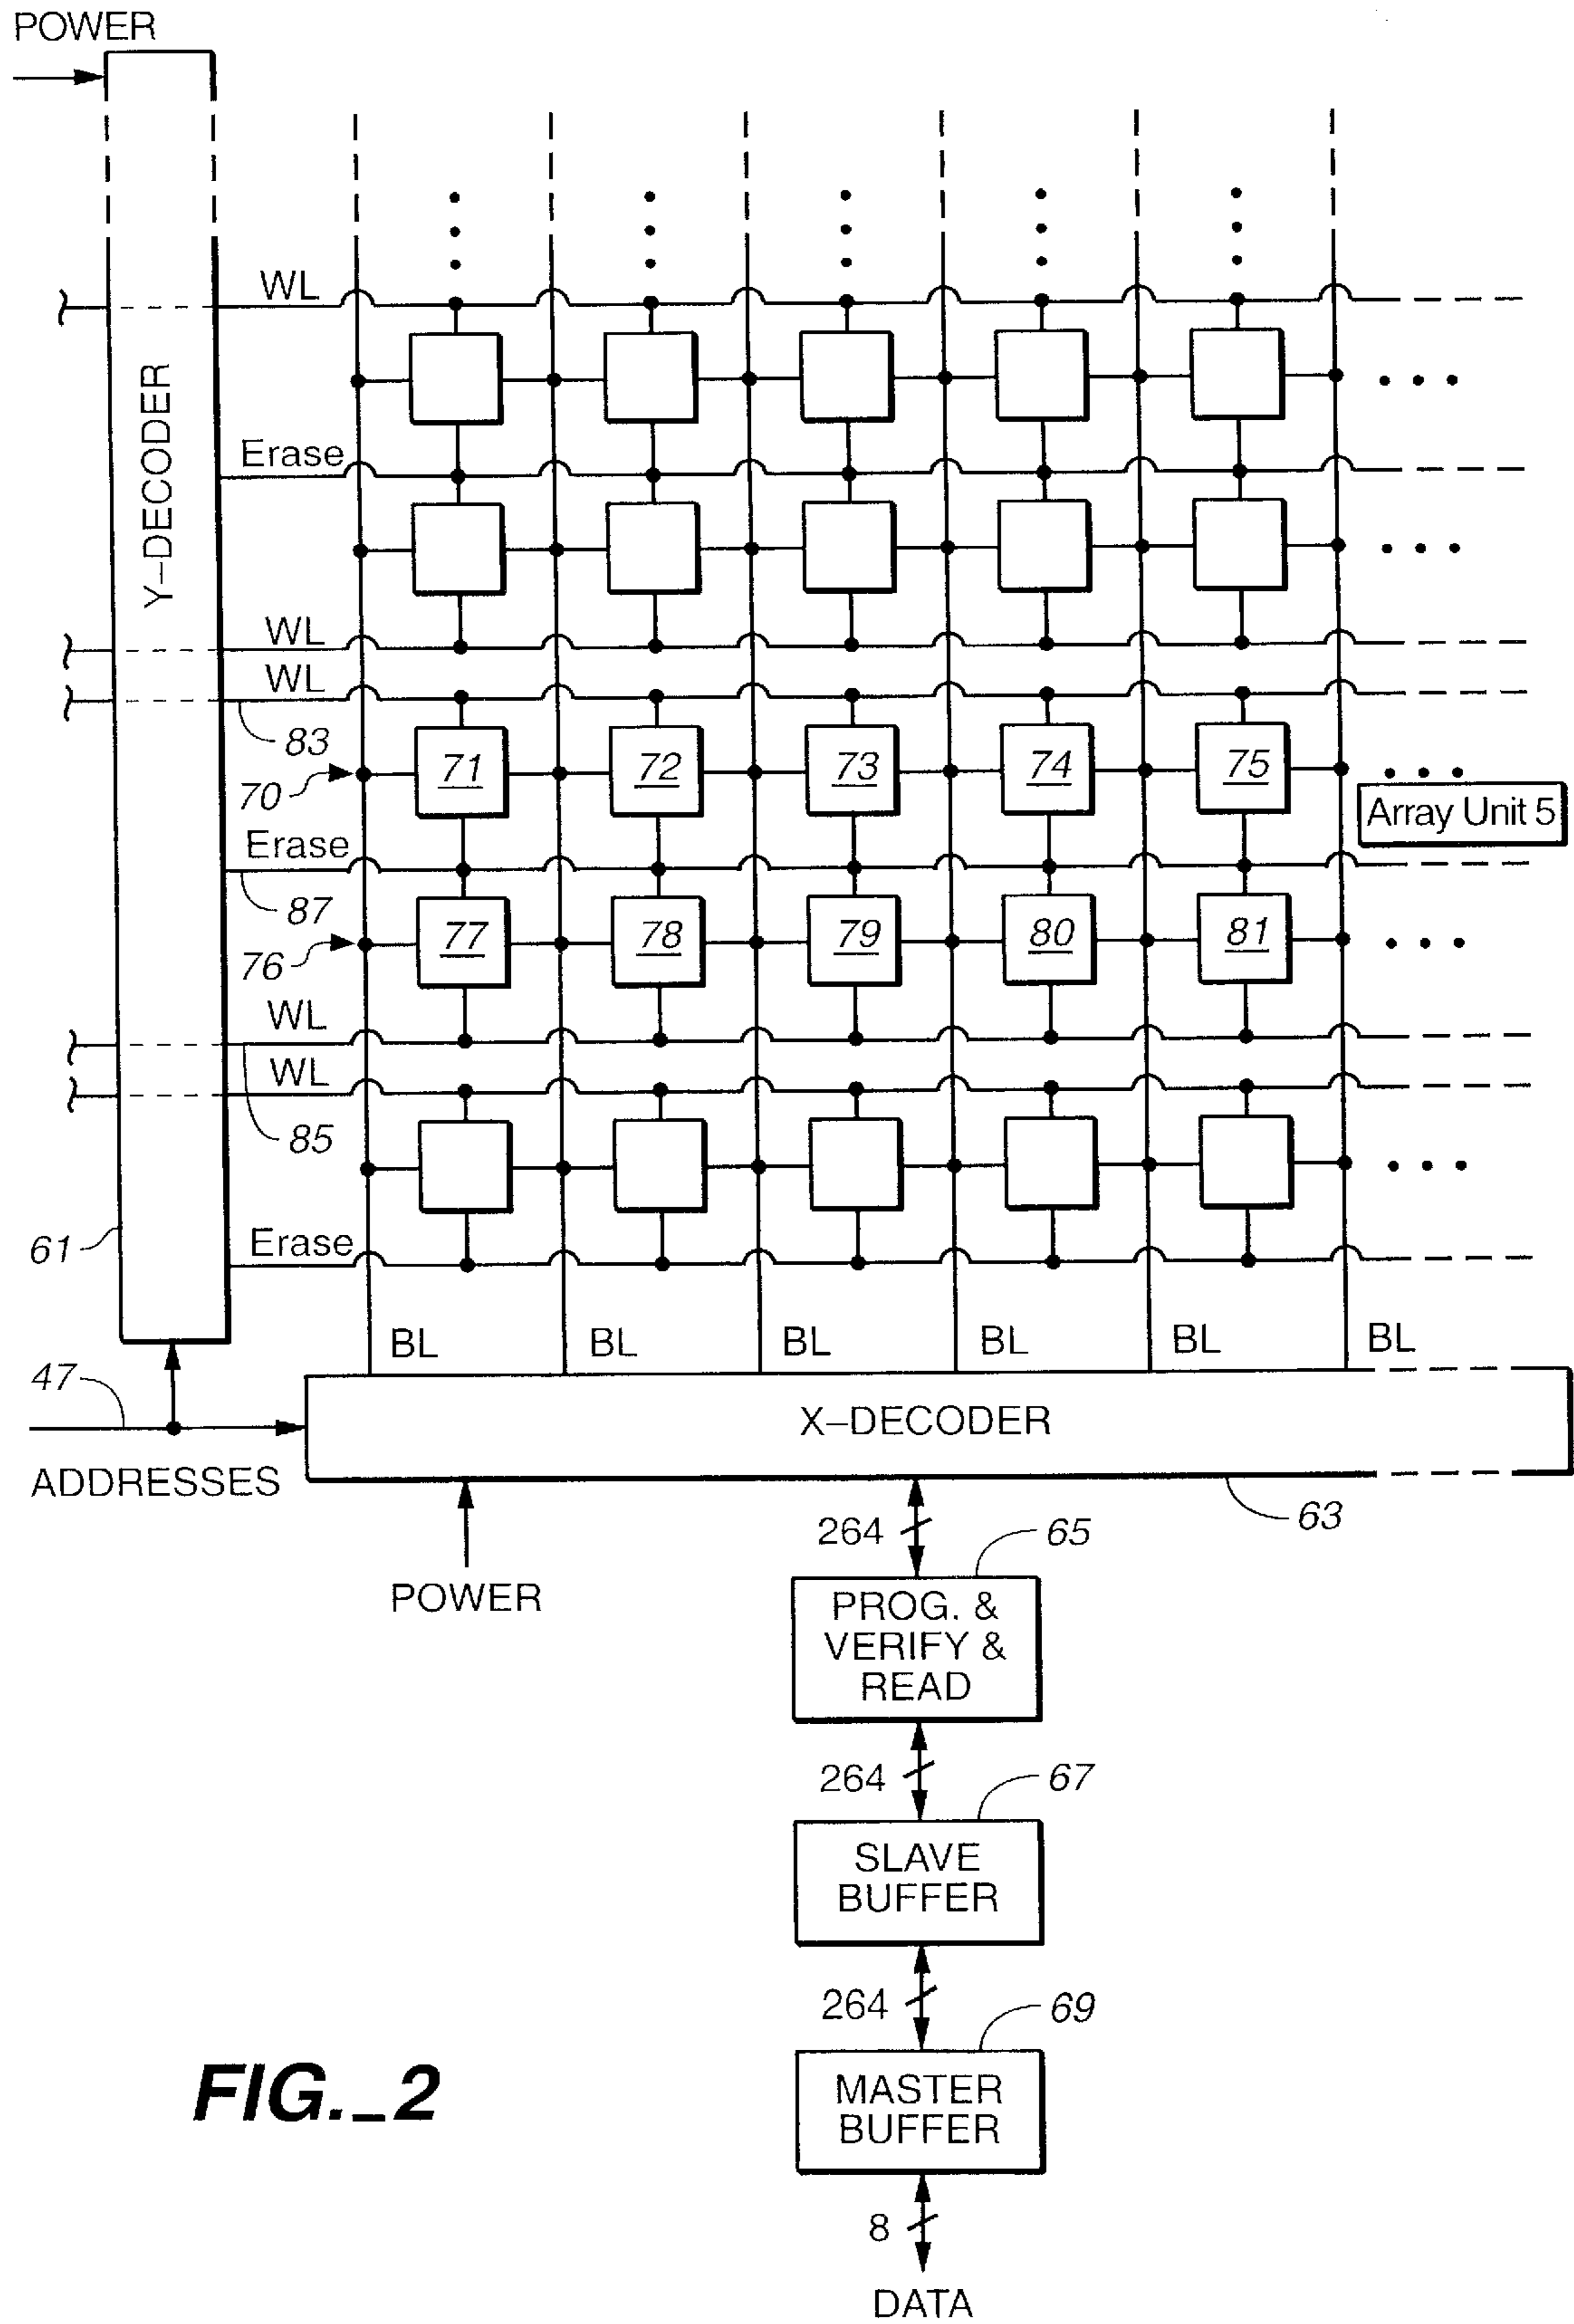 POWER
WL
Y-DECODER
Erase
WL
WL
83
70
71
72
73
74
75
Array Unit 5
Erase
87
76
77
78
79
80
81
WL
WL
85
61
Erase
BL
BL
BL
BL
BL
BL
47
X-DECODER
ADDRESSES
63
264
65
POWER
PROG. &
VERIFY &
READ
264
67
SLAVE
BUFFER
264
69
MASTER
BUFFER
FIG._2
8
DATA